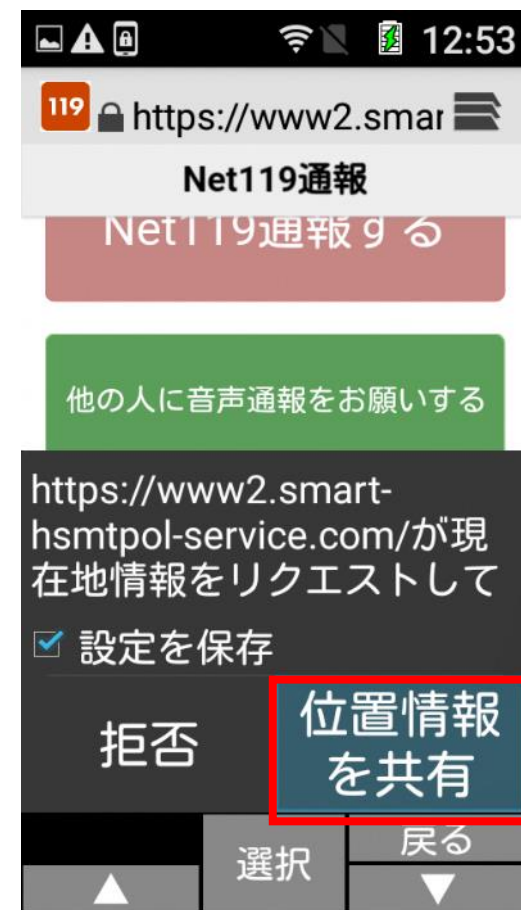 12:53
119 https://www2.smar
Net119通報
Net119通報する
他の人に音声通報をお願いする
https://www2.smart-
hsmtpol-service.com/が現
在地情報をリクエストして
設定を保存
拒否
位置情報
を共有
選択
戻る